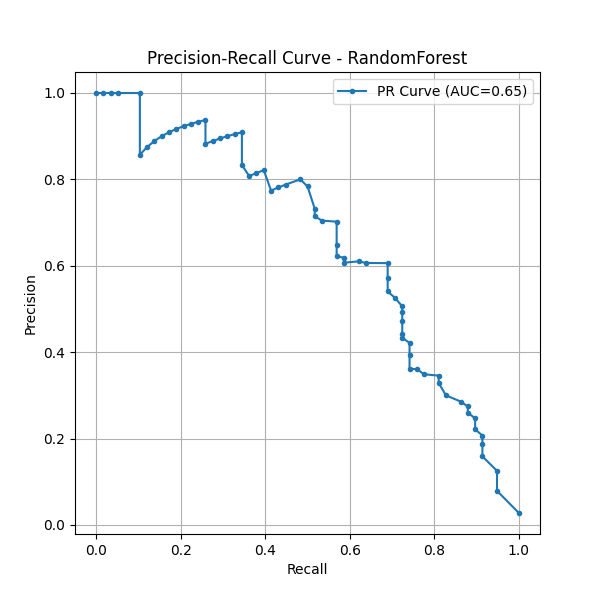 Precision-Recall Curve - RandomForest
PR Curve (AUC=0.65)
1.0
0.8
0.6
0.4
0.2
0.0
Precision
0.0 0.2 0.4 0.6 0.8 1.0
Recall